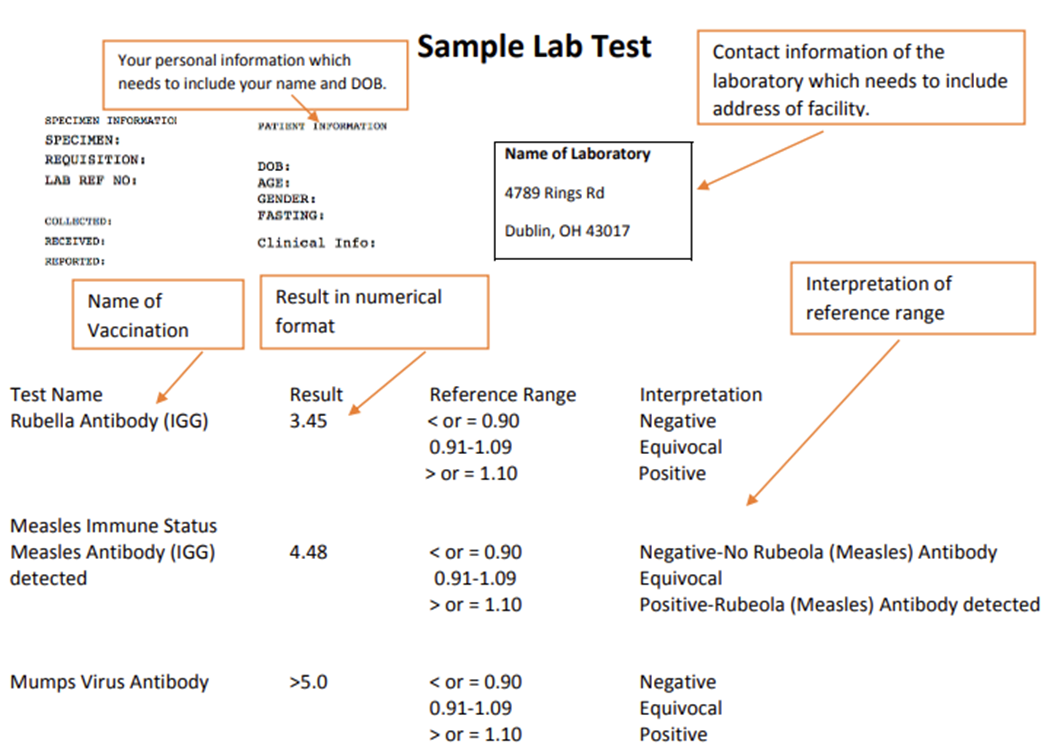 Sample Lab Test
Your personal information which
needs to include your name and DOB.
Contact information of the
laboratory which needs to include
address of facility.
SPECIMEN INFORMATIO
SPECIMEN:
REQUISITION:
LAB REF NO:
COLLECTED:
RECEIVED:
REPORTED:
PATIENT INFORMATION
DOB:
AGE:
GENDER:
FASTING:
Clinical Info:
Name of Laboratory
4789 Rings Rd
Dublin, OH 43017
Name of
Vaccination
Result in numerical
format
Interpretation of
reference range
Test Name Result Reference Range Interpretation
Rubella Antibody (IGG) 3.45 < or = 0.90 Negative
0.91-1.09 Equivocal
> or = 1.10 Positive
Measles Immune Status
Measles Antibody (IGG) 4.48 < or = 0.90 Negative-No Rubeola (Measles) Antibody
detected 0.91-1.09 Equivocal
> or = 1.10 Positive-Rubeola (Measles) Antibody detected
Mumps Virus Antibody >5.0 < or = 0.90 Negative
0.91-1.09 Equivocal
> or = 1.10 Positive